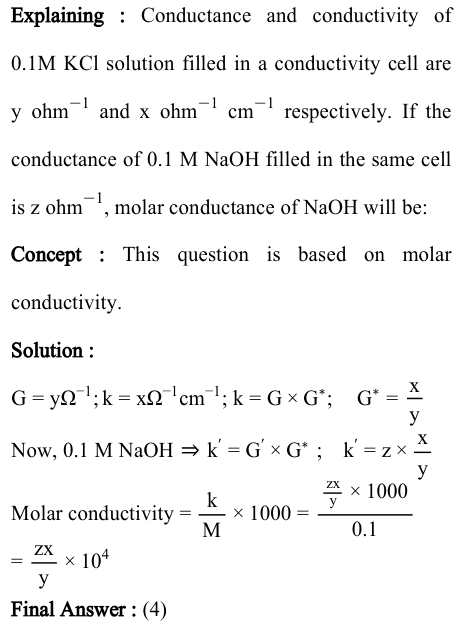 Explaining : Conductance and conductivity of
0.1M KCl solution filled in a conductivity cell are
y ohm⁻¹ and x ohm⁻¹ cm⁻¹ respectively. If the
conductance of 0.1 M NaOH filled in the same cell
is z ohm⁻¹, molar conductance of NaOH will be:
Concept : This question is based on molar
conductivity.
Solution :
G = yΩ⁻¹; k = xΩ⁻¹cm⁻¹; k = G × G*; G* = x/y
Now, 0.1 M NaOH ⇒ k′ = G′ × G* ; k′ = z × x/y
Molar conductivity = k/M × 1000 = (zx/y × 1000)/0.1
= zx/y × 10⁴
Final Answer : (4)